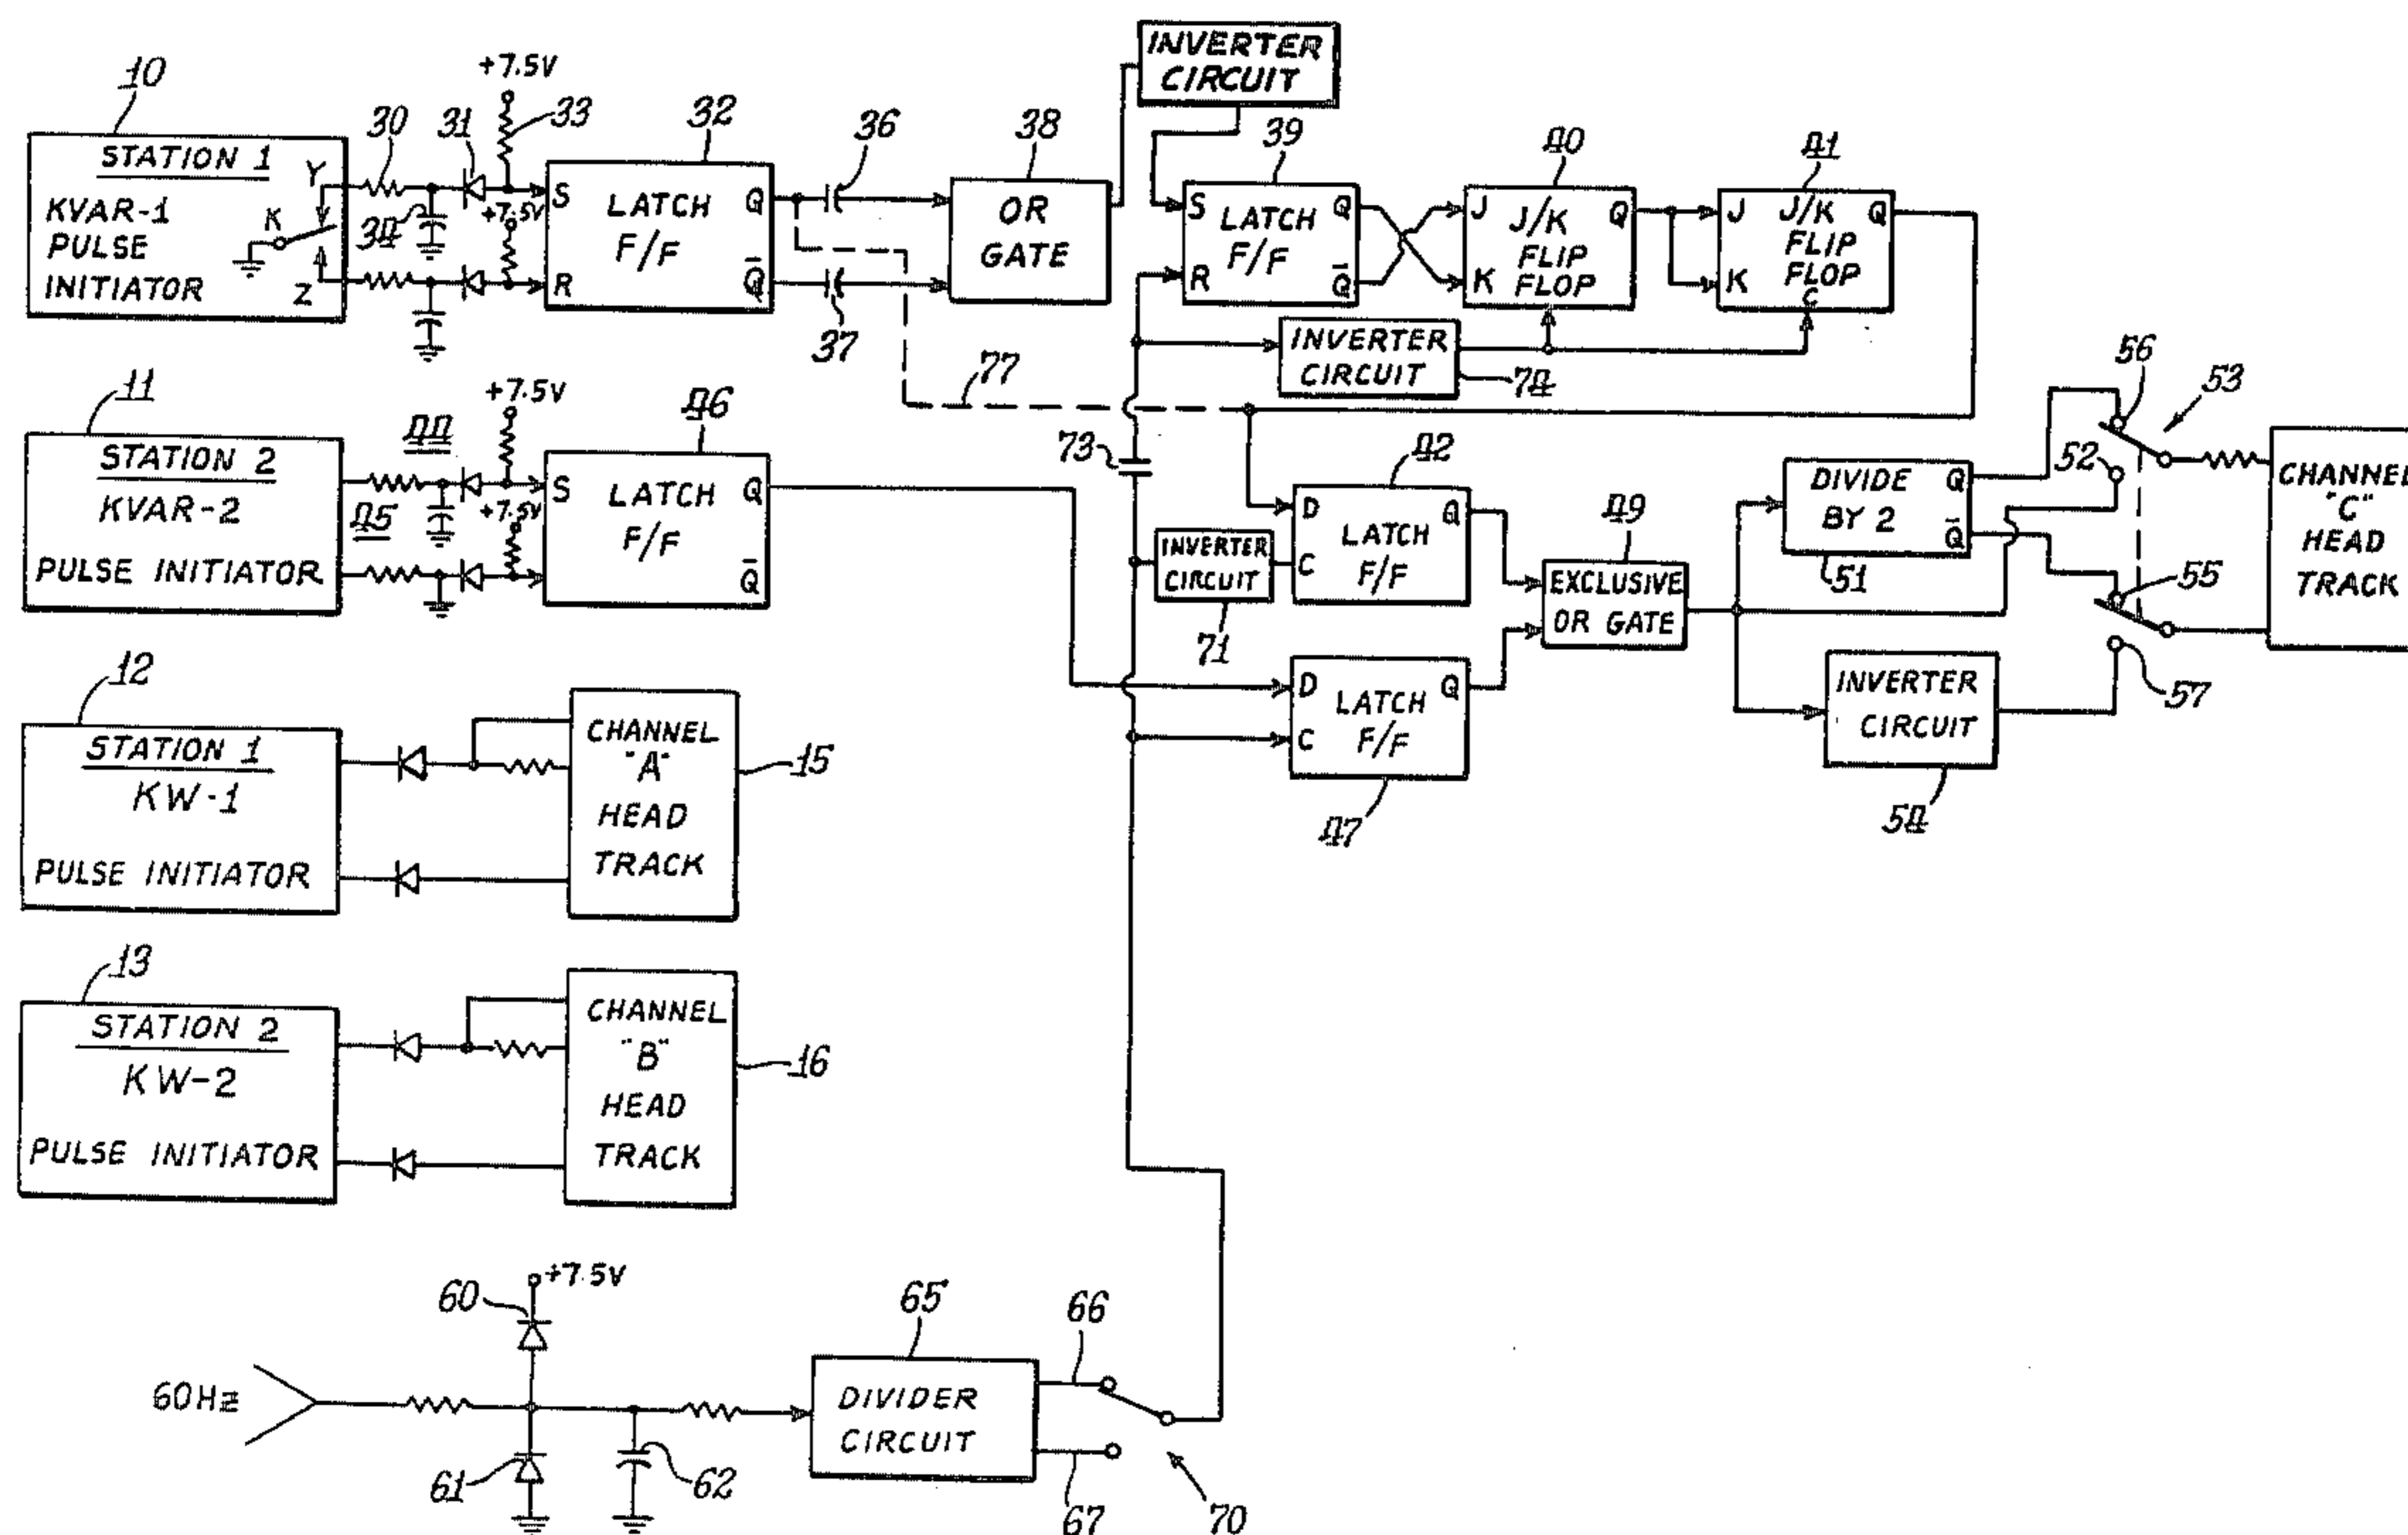 INVERTER
CIRCUIT
10
STATION 1
KVAR-1
PULSE
INITIATOR
Y
K
Z
30
31
+7.5V
33
34
+7.5V
32
S
LATCH
F/F
Q
R
Q̅
36
37
38
OR
GATE
39
S
LATCH
F/F
Q
R
Q̅
40
J
J/K
FLIP
FLOP
Q
K
41
J
J/K
FLIP
FLOP
Q
K
C
INVERTER
CIRCUIT
74
77
11
STATION 2
KVAR-2
PULSE INITIATOR
44
45
+7.5V
+7.5V
46
S
LATCH
F/F
Q
Q̅
73
INVERTER
CIRCUIT
71
42
D
LATCH
F/F
Q
C
47
D
LATCH
F/F
Q
C
49
EXCLUSIVE
OR GATE
DIVIDE
BY 2
Q
Q̅
51
56
53
52
55
57
INVERTER
CIRCUIT
54
CHANNEL
"C"
HEAD
TRACK
12
STATION 1
KW-1
PULSE INITIATOR
CHANNEL
"A"
HEAD
TRACK
15
13
STATION 2
KW-2
PULSE INITIATOR
CHANNEL
"B"
HEAD
TRACK
16
60Hz
60
+7.5V
61
62
65
DIVIDER
CIRCUIT
66
67
70